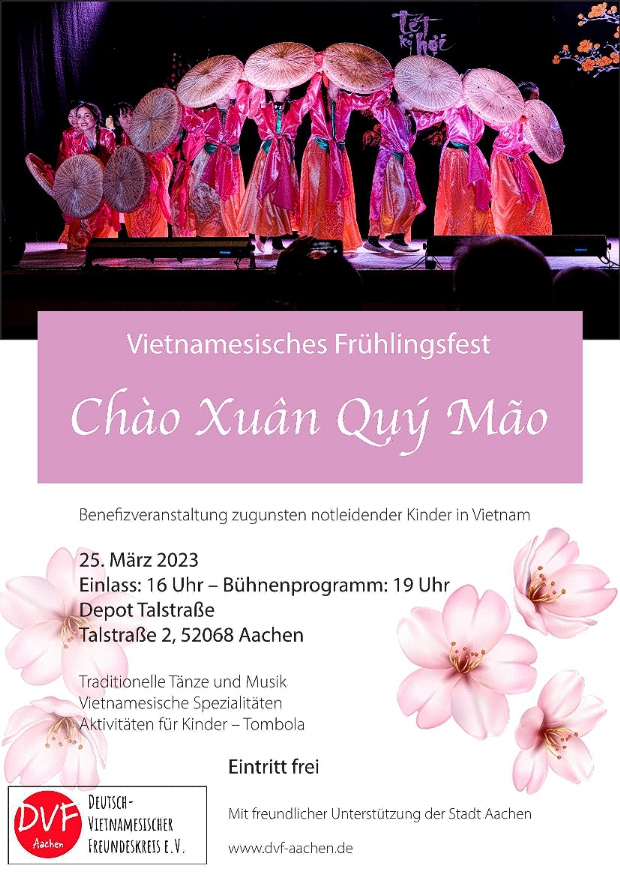 Tết
hội
Vietnamesisches Frühlingsfest
Chào Xuân Quý Mão
Benefizveranstaltung zugunsten notleidender Kinder in Vietnam
25. März 2023
Einlass: 16 Uhr – Bühnenprogramm: 19 Uhr
Depot Talstraße
Talstraße 2, 52068 Aachen
Traditionelle Tänze und Musik
Vietnamesische Spezialitäten
Aktivitäten für Kinder – Tombola
Eintritt frei
DVF
Aachen
Deutsch-
Vietnamesischer
Freundeskreis e.V.
Mit freundlicher Unterstützung der Stadt Aachen
www.dvf-aachen.de